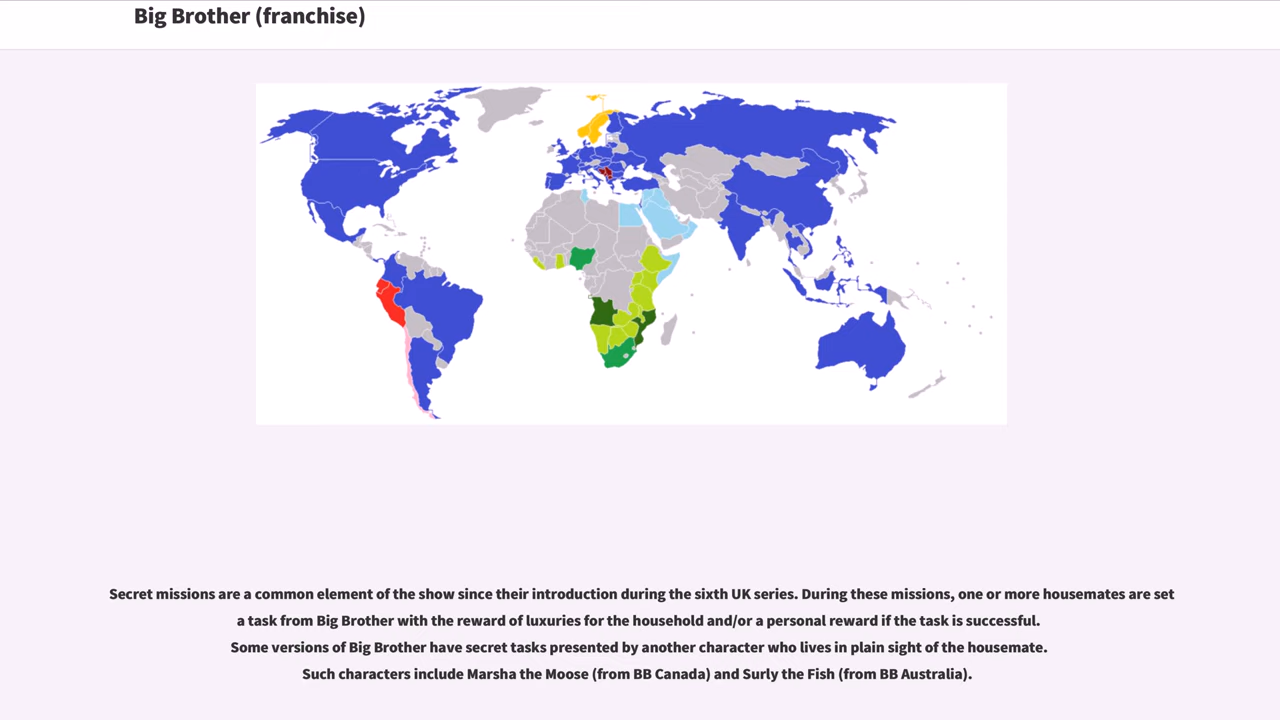 Big Brother (franchise)
Secret missions are a common element of the show since their introduction during the sixth UK series. During these missions, one or more housemates are set
a task from Big Brother with the reward of luxuries for the household and/or a personal reward if the task is successful.
Some versions of Big Brother have secret tasks presented by another character who lives in plain sight of the housemate.
Such characters include Marsha the Moose (from BB Canada) and Surly the Fish (from BB Australia).